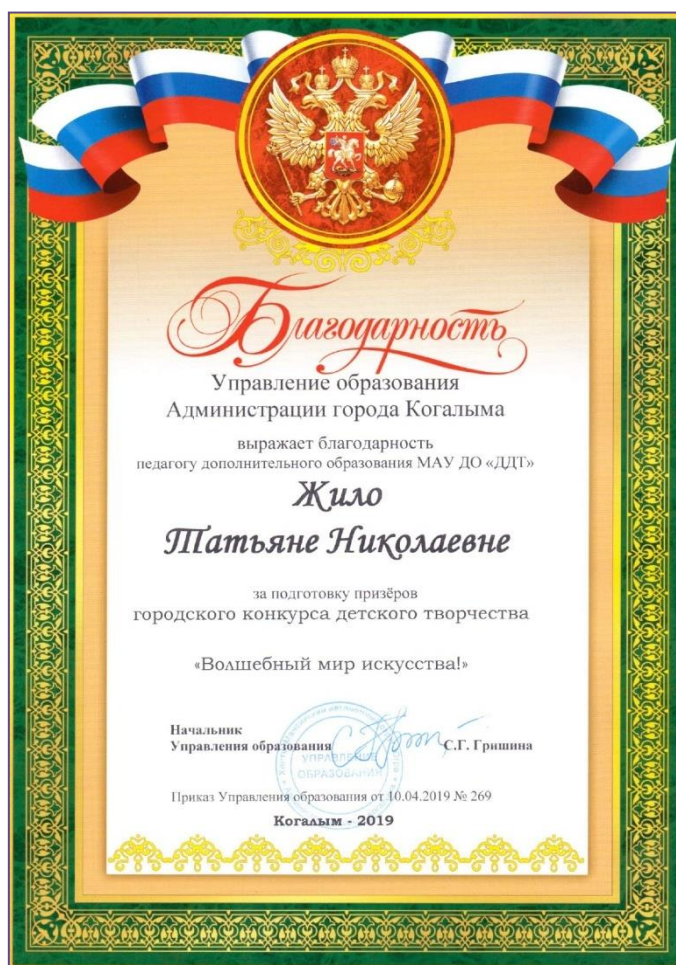 Благодарность
Управление образования
Администрации города Когалыма
выражает благодарность
педагогу дополнительного образования МАУ ДО «ДДТ»
Жило
Татьяне Николаевне
за подготовку призёров
городского конкурса детского творчества
«Волшебный мир искусства!»
Начальник
Управления образования С.Г. Гришина
УПРАВЛЕНИЕ
ОБРАЗОВАНИЯ
Приказ Управления образования от 10.04.2019 № 269
Когалым - 2019